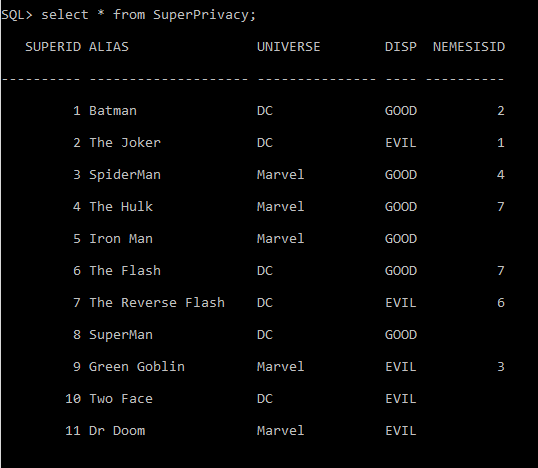 SQL> select * from SuperPrivacy;
SUPERID ALIAS UNIVERSE DISP NEMESISID
---------- -------------------- --------------- ---- ----------
1 Batman DC GOOD 2
2 The Joker DC EVIL 1
3 SpiderMan Marvel GOOD 4
4 The Hulk Marvel GOOD 7
5 Iron Man Marvel GOOD
6 The Flash DC GOOD 7
7 The Reverse Flash DC EVIL 6
8 SuperMan DC GOOD
9 Green Goblin Marvel EVIL 3
10 Two Face DC EVIL
11 Dr Doom Marvel EVIL